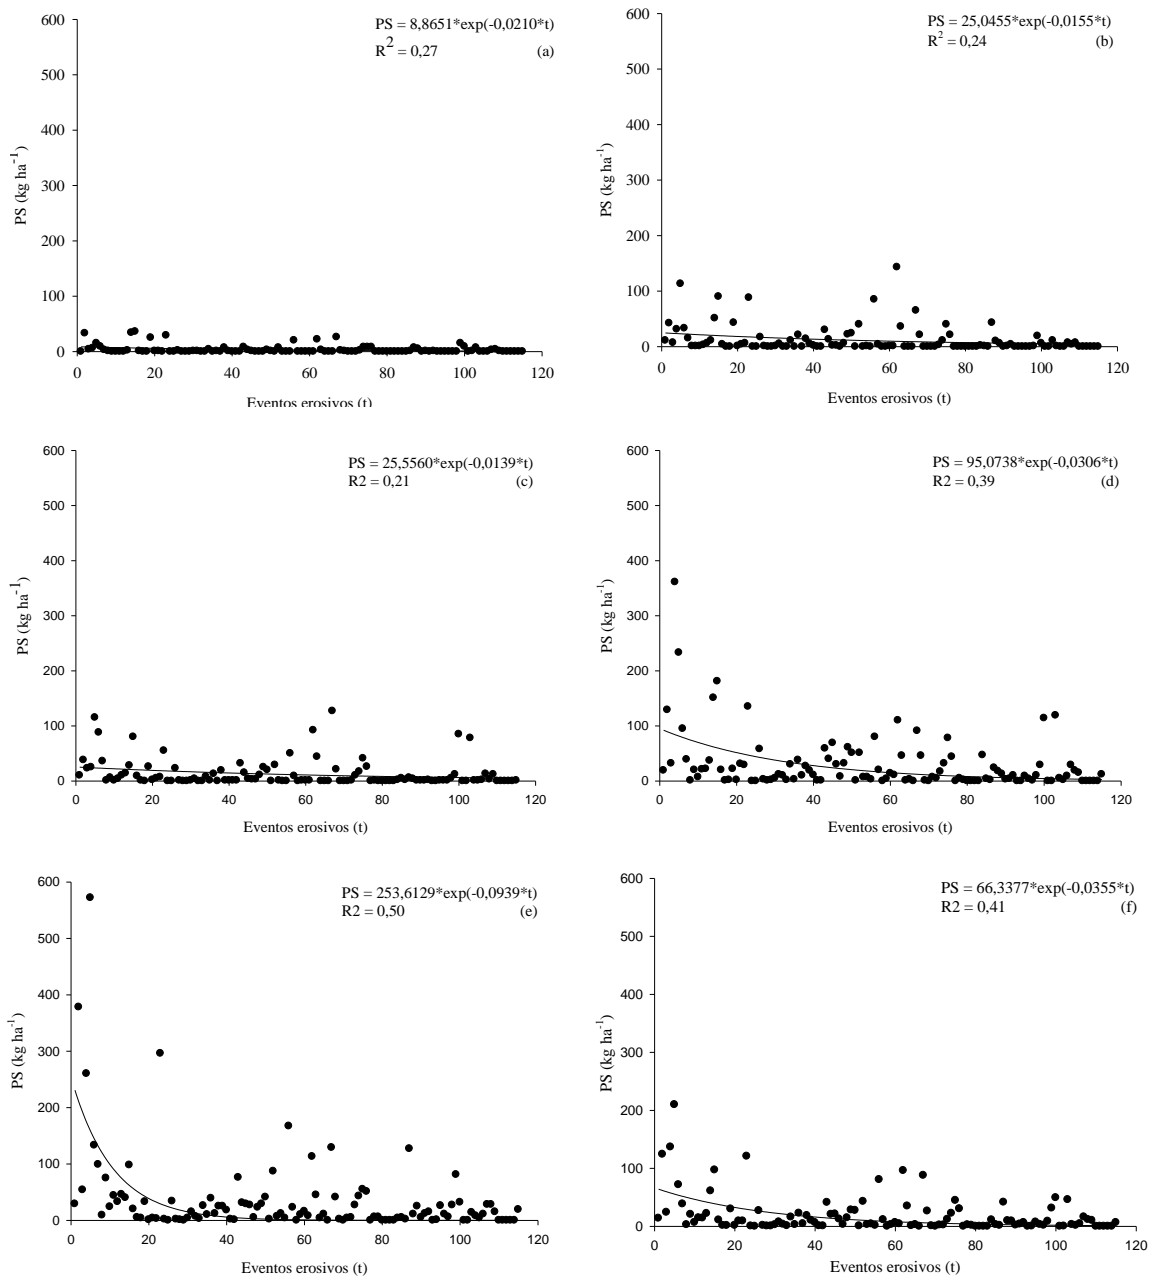 PS = 8,8651*exp(-0,0210*t)
R2 = 0,27 (a)
600
500
400
300
200
100
0
PS (kg ha-1)
0 20 40 60 80 100 120
Eventos erosivos (t)
PS = 25,0455*exp(-0,0155*t)
R2 = 0,24 (b)
600
500
400
300
200
100
0
PS (kg ha-1)
0 20 40 60 80 100 120
Eventos erosivos (t)
PS = 25,5560*exp(-0,0139*t)
R2 = 0,21 (c)
600
500
400
300
200
100
0
PS (kg ha-1)
0 20 40 60 80 100 120
Eventos erosivos (t)
PS = 95,0738*exp(-0,0306*t)
R2 = 0,39 (d)
600
500
400
300
200
100
0
PS (kg ha-1)
0 20 40 60 80 100 120
Eventos erosivos (t)
PS = 253,6129*exp(-0,0939*t)
R2 = 0,50 (e)
600
500
400
300
200
100
0
PS (kg ha-1)
0 20 40 60 80 100 120
Eventos erosivos (t)
PS = 66,3377*exp(-0,0355*t)
R2 = 0,41 (f)
600
500
400
300
200
100
0
PS (kg ha-1)
0 20 40 60 80 100 120
Eventos erosivos (t)